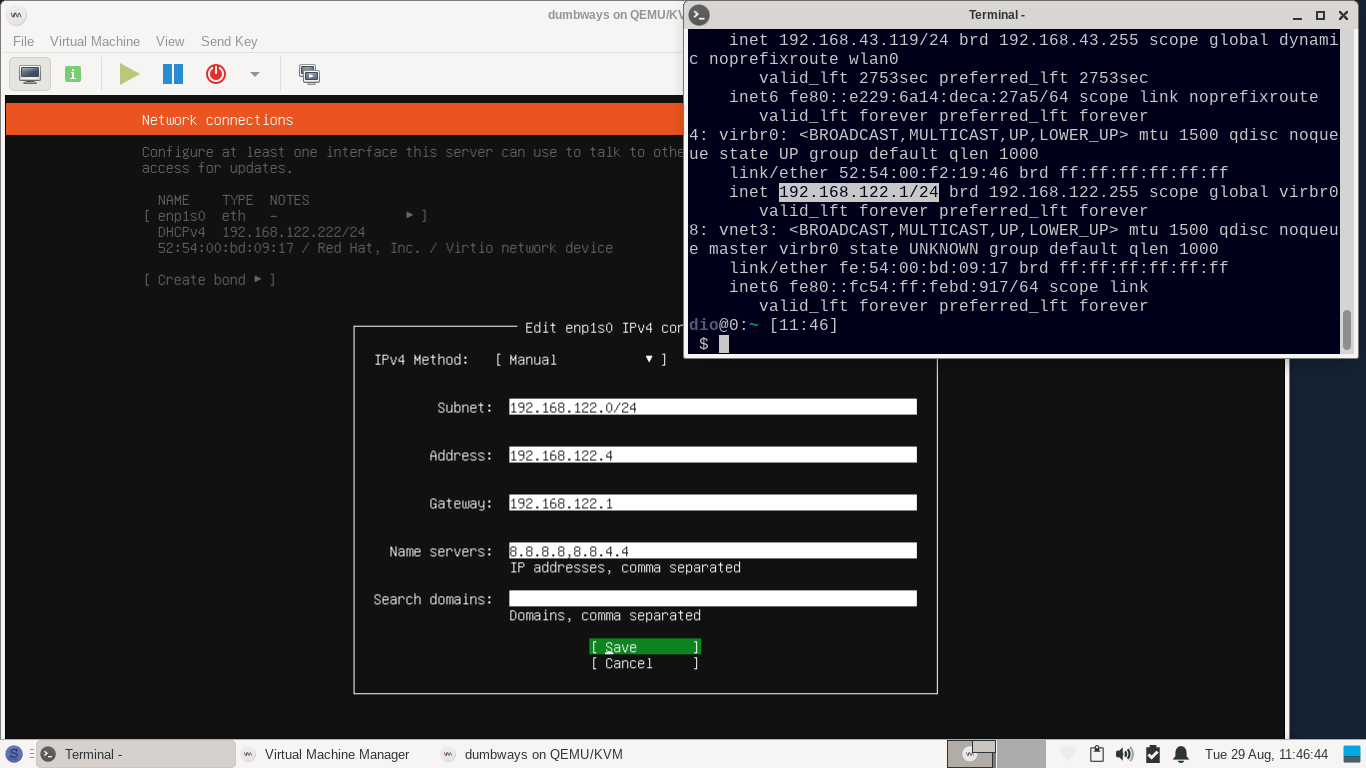 dumbways on QEMU/KV
File Virtual Machine View Send Key
Network connections
Configure at least one interface this server can use to talk to othe
access for updates.
NAME TYPE NOTES
[ enp1s0 eth – ▸ ]
DHCPv4 192.168.122.222/24
52:54:00:bd:09:17 / Red Hat, Inc. / Virtio network device
[ Create bond ▸ ]
Edit enp1s0 IPv4 con
IPv4 Method: [ Manual ▾ ]
Subnet: 192.168.122.0/24
Address: 192.168.122.4
Gateway: 192.168.122.1
Name servers: 8.8.8.8,8.8.4.4
IP addresses, comma separated
Search domains:
Domains, comma separated
[ Save ]
[ Cancel ]
Terminal -
inet 192.168.43.119/24 brd 192.168.43.255 scope global dynami
c noprefixroute wlan0
valid_lft 2753sec preferred_lft 2753sec
inet6 fe80::e229:6a14:deca:27a5/64 scope link noprefixroute
valid_lft forever preferred_lft forever
4: virbr0: <BROADCAST,MULTICAST,UP,LOWER_UP> mtu 1500 qdisc noque
ue state UP group default qlen 1000
link/ether 52:54:00:f2:19:46 brd ff:ff:ff:ff:ff:ff
inet 192.168.122.1/24 brd 192.168.122.255 scope global virbr0
valid_lft forever preferred_lft forever
8: vnet3: <BROADCAST,MULTICAST,UP,LOWER_UP> mtu 1500 qdisc noqueu
e master virbr0 state UNKNOWN group default qlen 1000
link/ether fe:54:00:bd:09:17 brd ff:ff:ff:ff:ff:ff
inet6 fe80::fc54:ff:febd:917/64 scope link
valid_lft forever preferred_lft forever
dio@0:~ [11:46]
$
Terminal - Virtual Machine Manager dumbways on QEMU/KVM Tue 29 Aug, 11:46:44